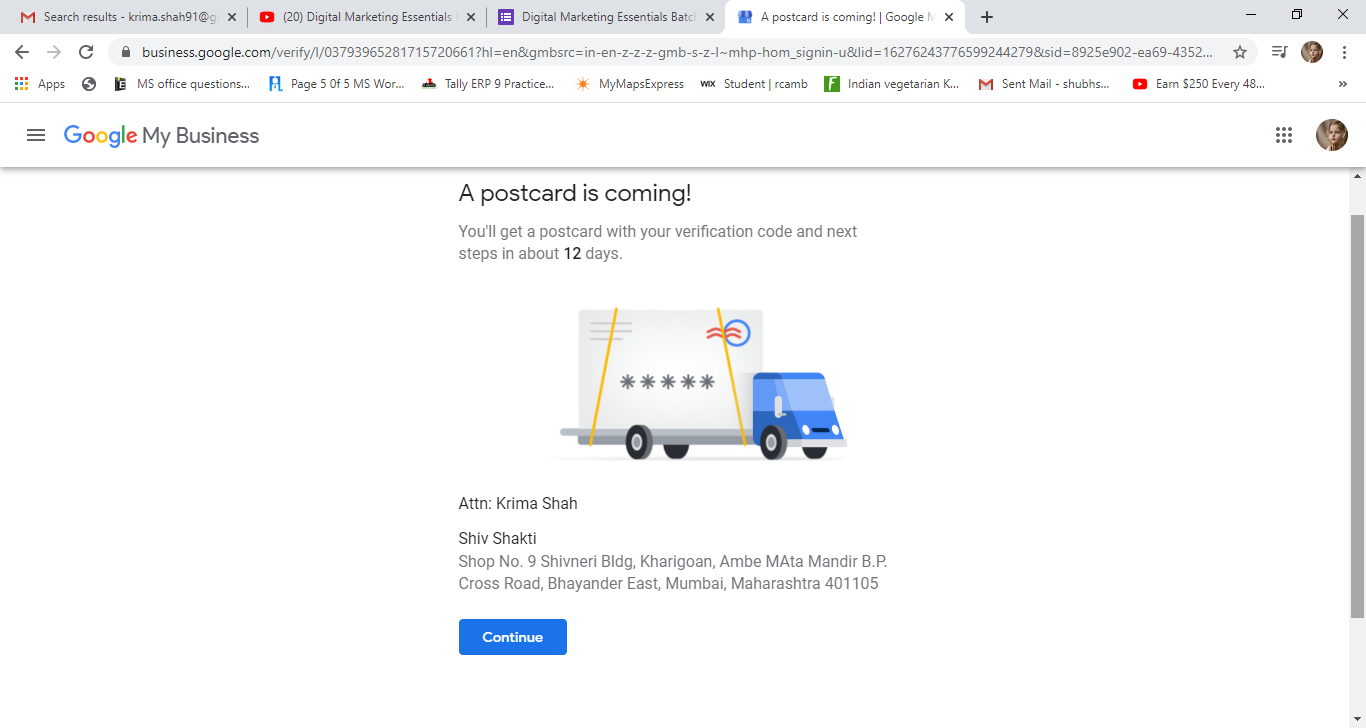 Search results - krima.shah91@g
(20) Digital Marketing Essentials
Digital Marketing Essentials Batc
A postcard is coming! | Google M
business.google.com/verify/l/03793965281715720661?hl=en&gmbsrc=in-en-z-z-z-gmb-s-z-l~mhp-hom_signin-u&lid=16276243776599244279&sid=8925e902-ea69-4352...
Apps
MS office questions...
Page 5 0f 5 MS Wor...
Tally ERP 9 Practice...
MyMapsExpress
WIX Student | rcamb
Indian vegetarian K...
Sent Mail - shubhs...
Earn $250 Every 48...
Google My Business
A postcard is coming!
You'll get a postcard with your verification code and next
steps in about 12 days.
*****
Attn: Krima Shah
Shiv Shakti
Shop No. 9 Shivneri Bldg, Kharigoan, Ambe MAta Mandir B.P.
Cross Road, Bhayander East, Mumbai, Maharashtra 401105
Continue